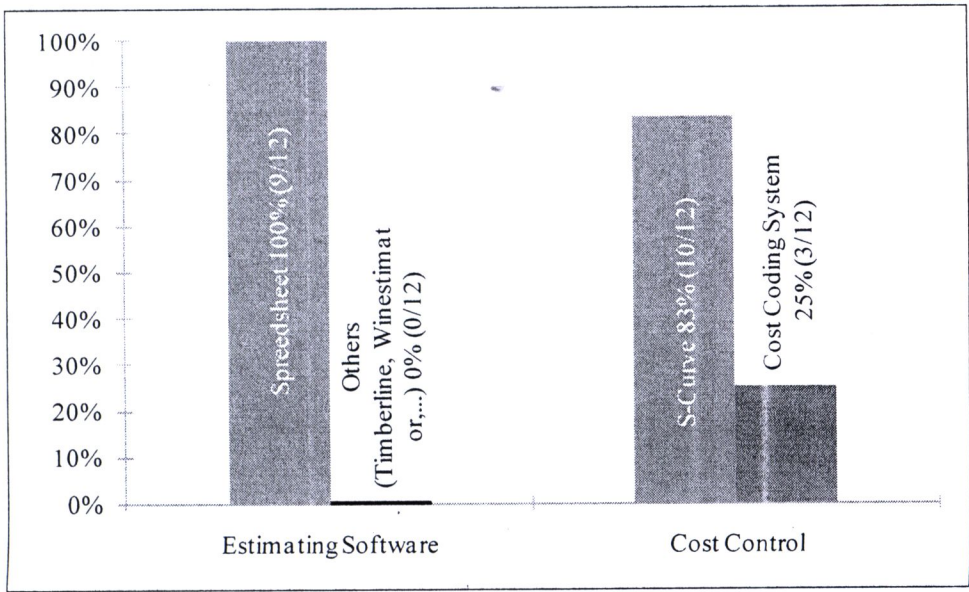 100%
90%
80%
70%
60%
50%
40%
30%
20%
10%
0%
Spreedsheet 100% (9/12)
Others
(Timberline, Winestimat
or,...) 0% (0/12)
S-Curve 83% (10/12)
Cost Coding System
25% (3/12)
Estimating Software
Cost Control